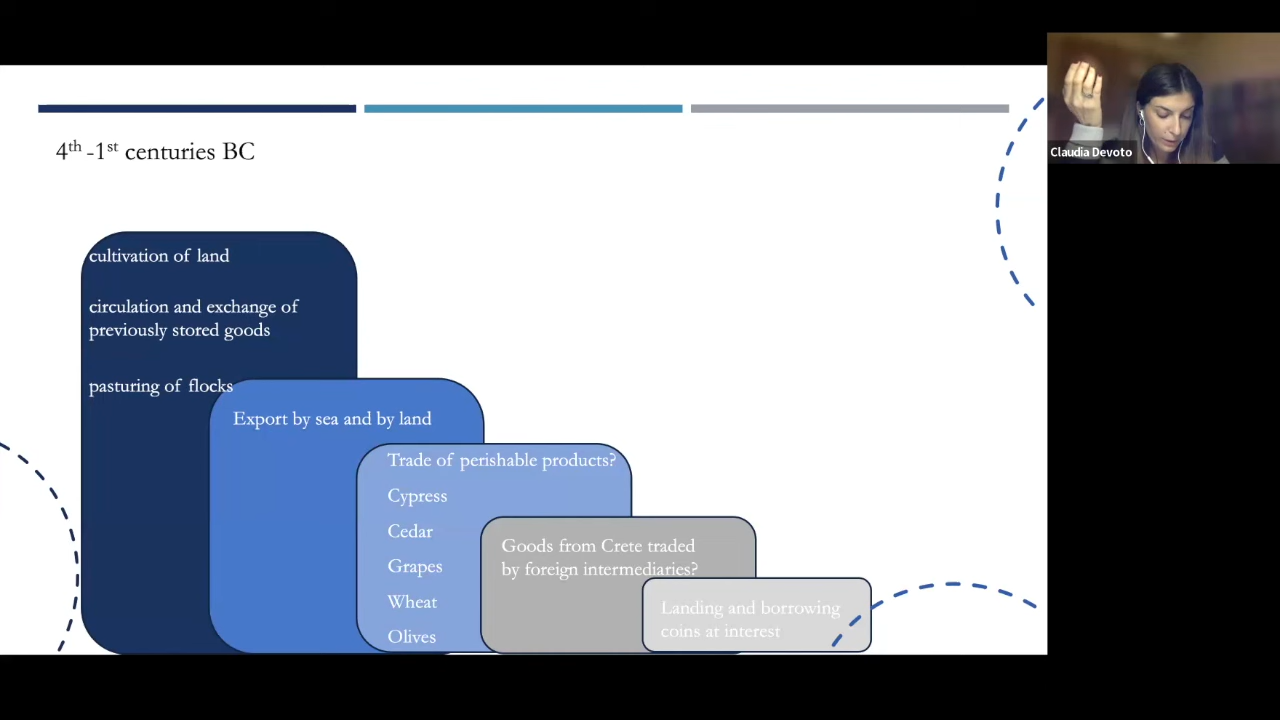 4th -1st centuries BC
cultivation of land
circulation and exchange of
previously stored goods
pasturing of flocks
Export by sea and by land
Trade of perishable products?
Cypress
Cedar
Grapes
Wheat
Olives
Goods from Crete traded
by foreign intermediaries?
Landing and borrowing
coins at interest
Claudia Devoto